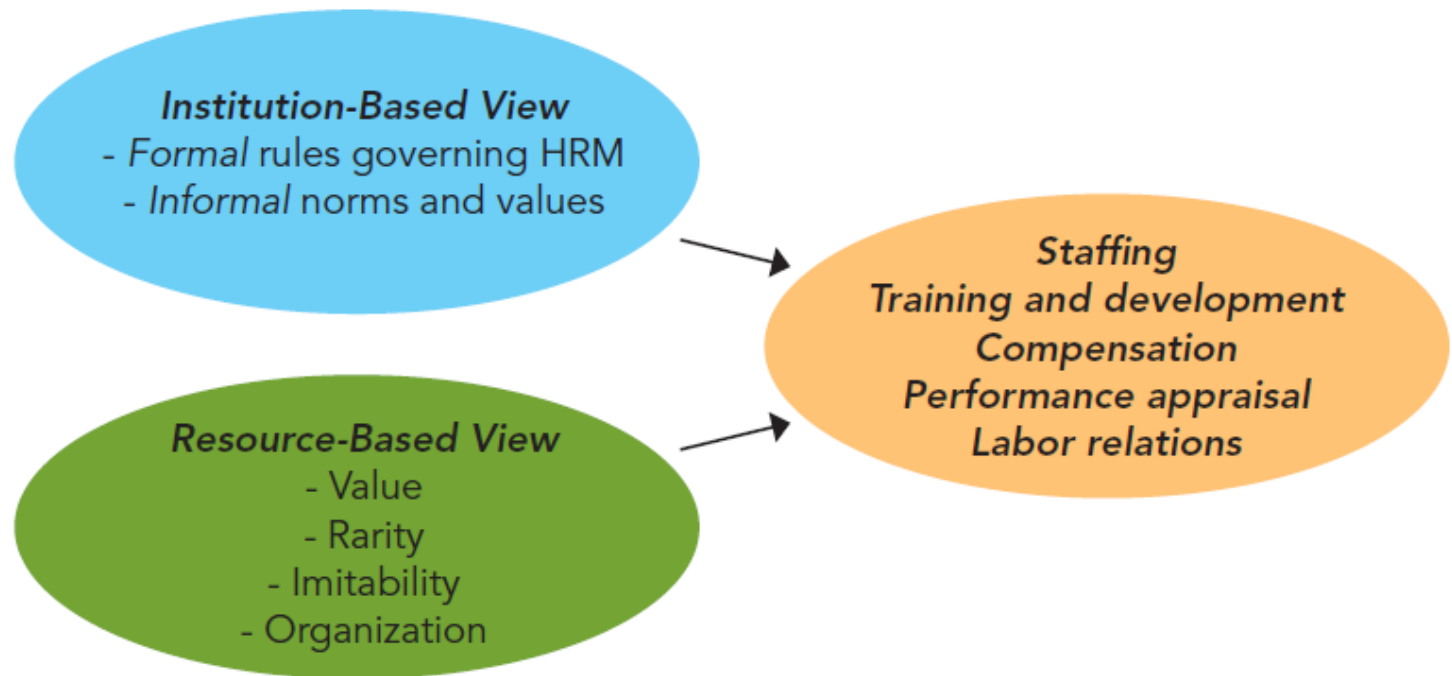 Institution-Based View
- Formal rules governing HRM
- Informal norms and values
Resource-Based View
- Value
- Rarity
- Imitability
- Organization
Staffing
Training and development
Compensation
Performance appraisal
Labor relations